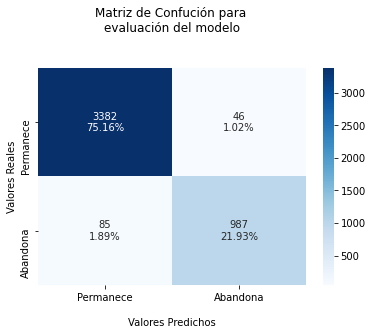 Matriz de Confución para
evaluación del modelo
Valores Reales
Permanece
Abandona
3382
75.16%
46
1.02%
85
1.89%
987
21.93%
Permanece
Abandona
Valores Predichos
3000
2500
2000
1500
1000
500